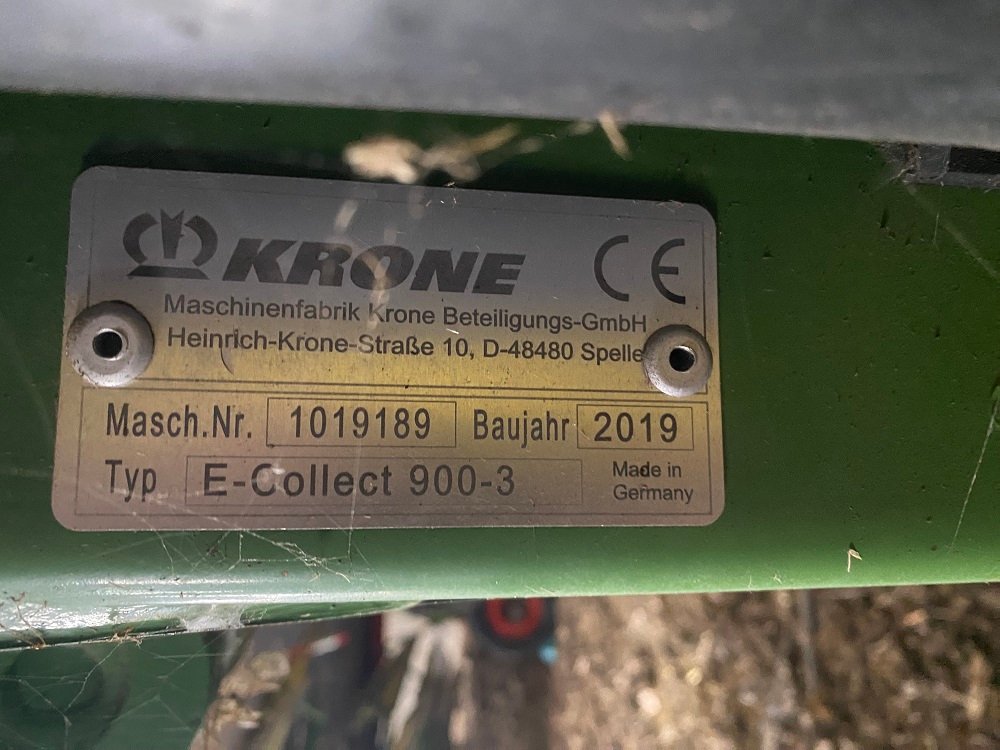 KRONE CE
Maschinenfabrik Krone Beteiligungs-GmbH
Heinrich-Krone-Straße 10, D-48480 Spelle
Masch.Nr. 1019189 Baujahr 2019
Typ E-Collect 900-3 Made in
Germany